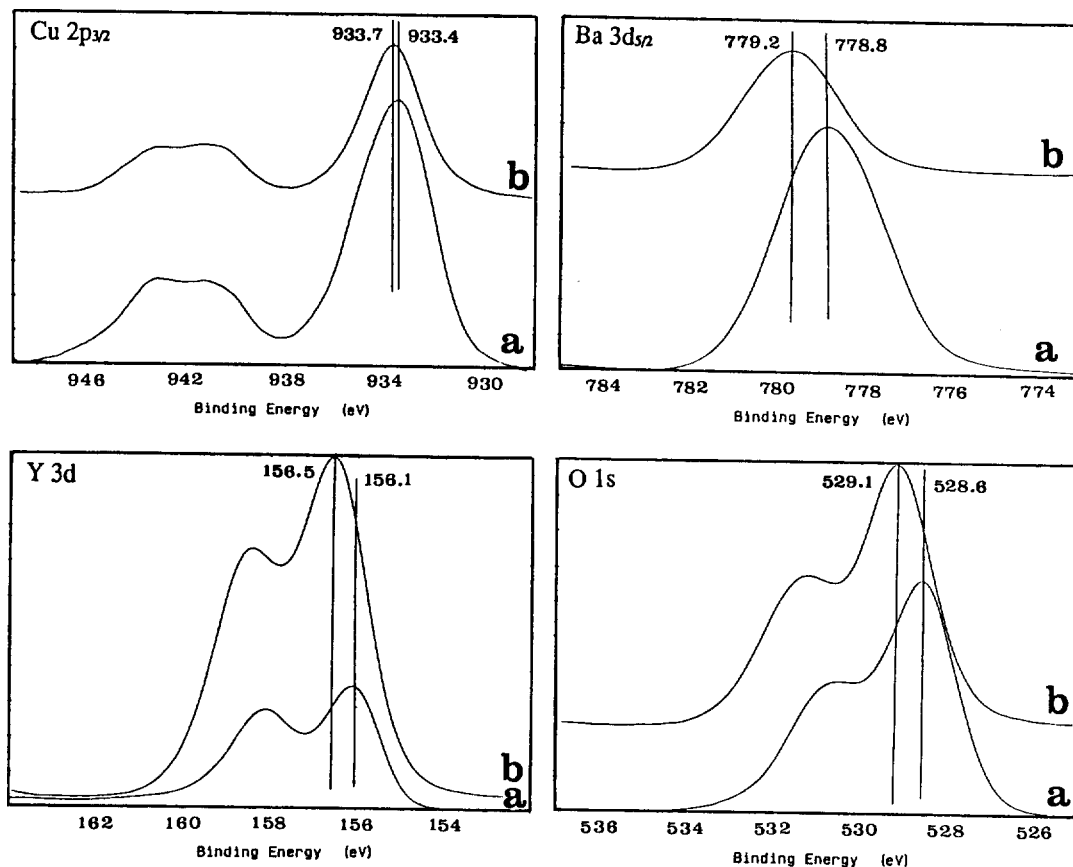 Cu 2p3/2
933.7 933.4
b
a
946 942 938 934 930
Binding Energy (eV)
Ba 3d5/2
779.2 778.8
b
a
784 782 780 778 776 774
Binding Energy (eV)
Y 3d
156.5 156.1
b
a
162 160 158 156 154
Binding Energy (eV)
O 1s
529.1 528.6
b
a
536 534 532 530 528 526
Binding Energy (eV)